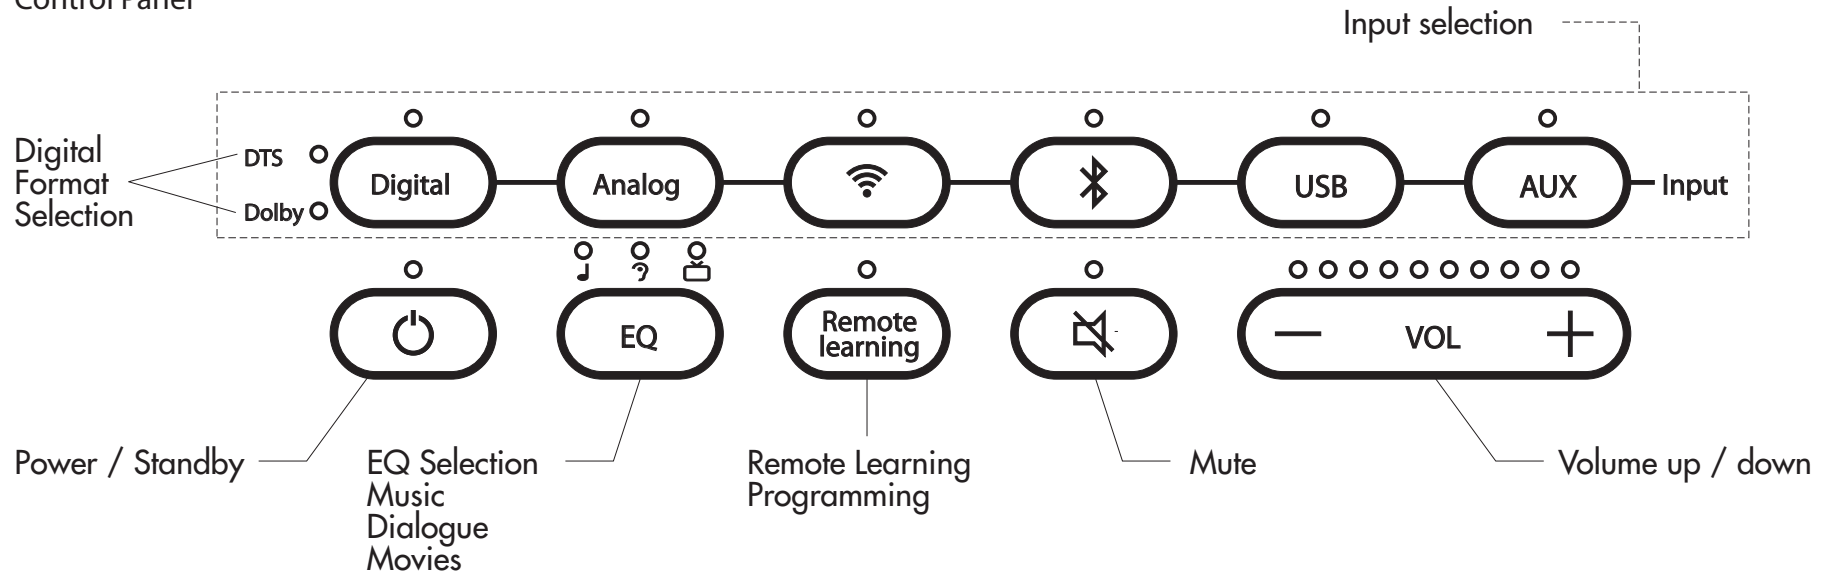 Control Panel
Input selection
Digital
Format
Selection
DTS
Dolby
Digital
Analog
USB
AUX
Input
EQ
Remote
learning
VOL
Power / Standby
EQ Selection
Music
Dialogue
Movies
Remote Learning
Programming
Mute
Volume up / down